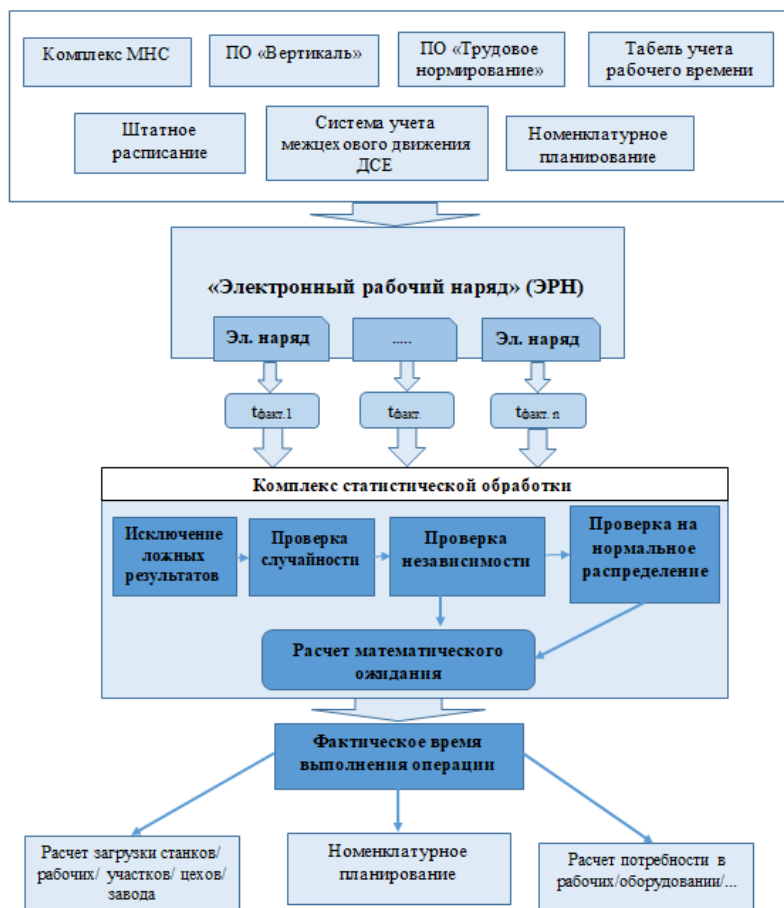 Комплекс МНС
ПО «Вертикаль»
ПО «Трудовое
нормирование»
Табель учета
рабочего времени
Штатное
расписание
Система учета
межцехового движения
ДСЕ
Номенклатурное
планирование
«Электронный рабочий наряд» (ЭРН)
Эл. наряд
.....
Эл. наряд
tфакт.1
tфакт.
tфакт. n
Комплекс статистической обработки
Исключение
ложных
результатов
Проверка
случайности
Проверка
независимости
Проверка на
нормальное
распределение
Расчет математического
ожидания
Фактическое время
выполнения операции
Расчет загрузки станков/
рабочих/ участков/ цехов/
завода
Номенклатурное
планирование
Расчет потребности в
рабочих/оборудовании/...